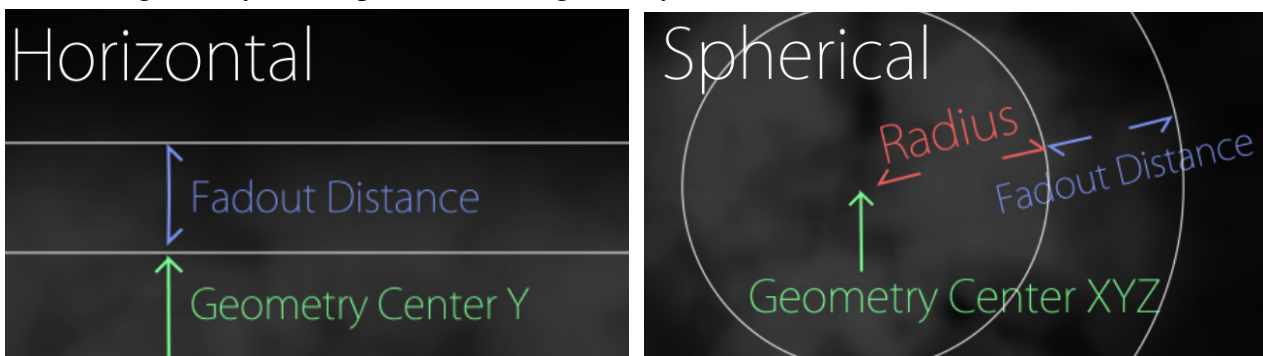 Horizontal
Fadout Distance
Geometry Center Y
Spherical
Radius
Fadout Distance
Geometry Center XYZ